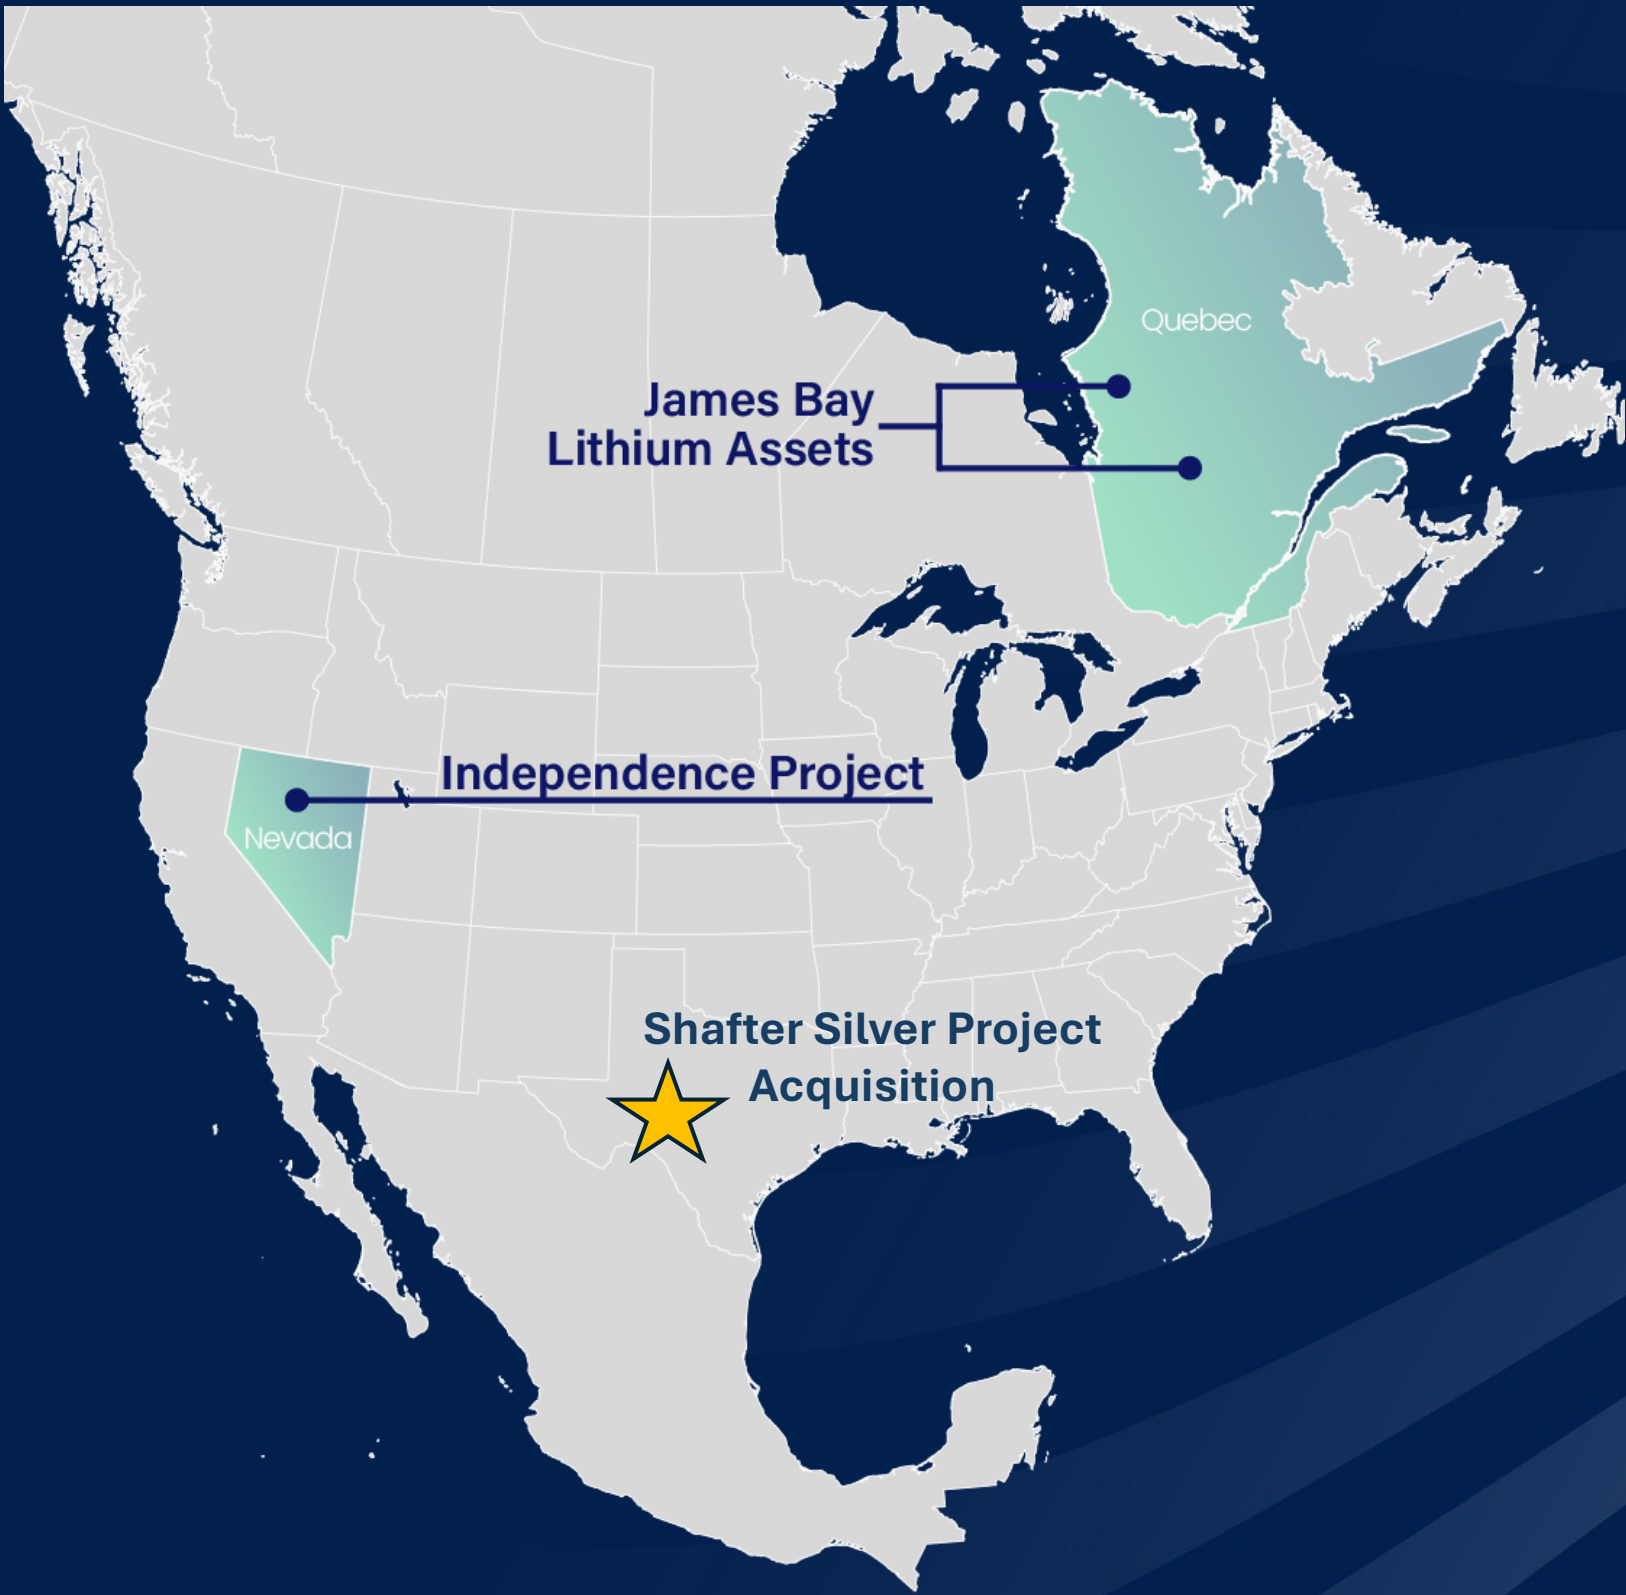 Quebec
James Bay
Lithium Assets
Independence Project
Nevada
Shafter Silver Project
Acquisition